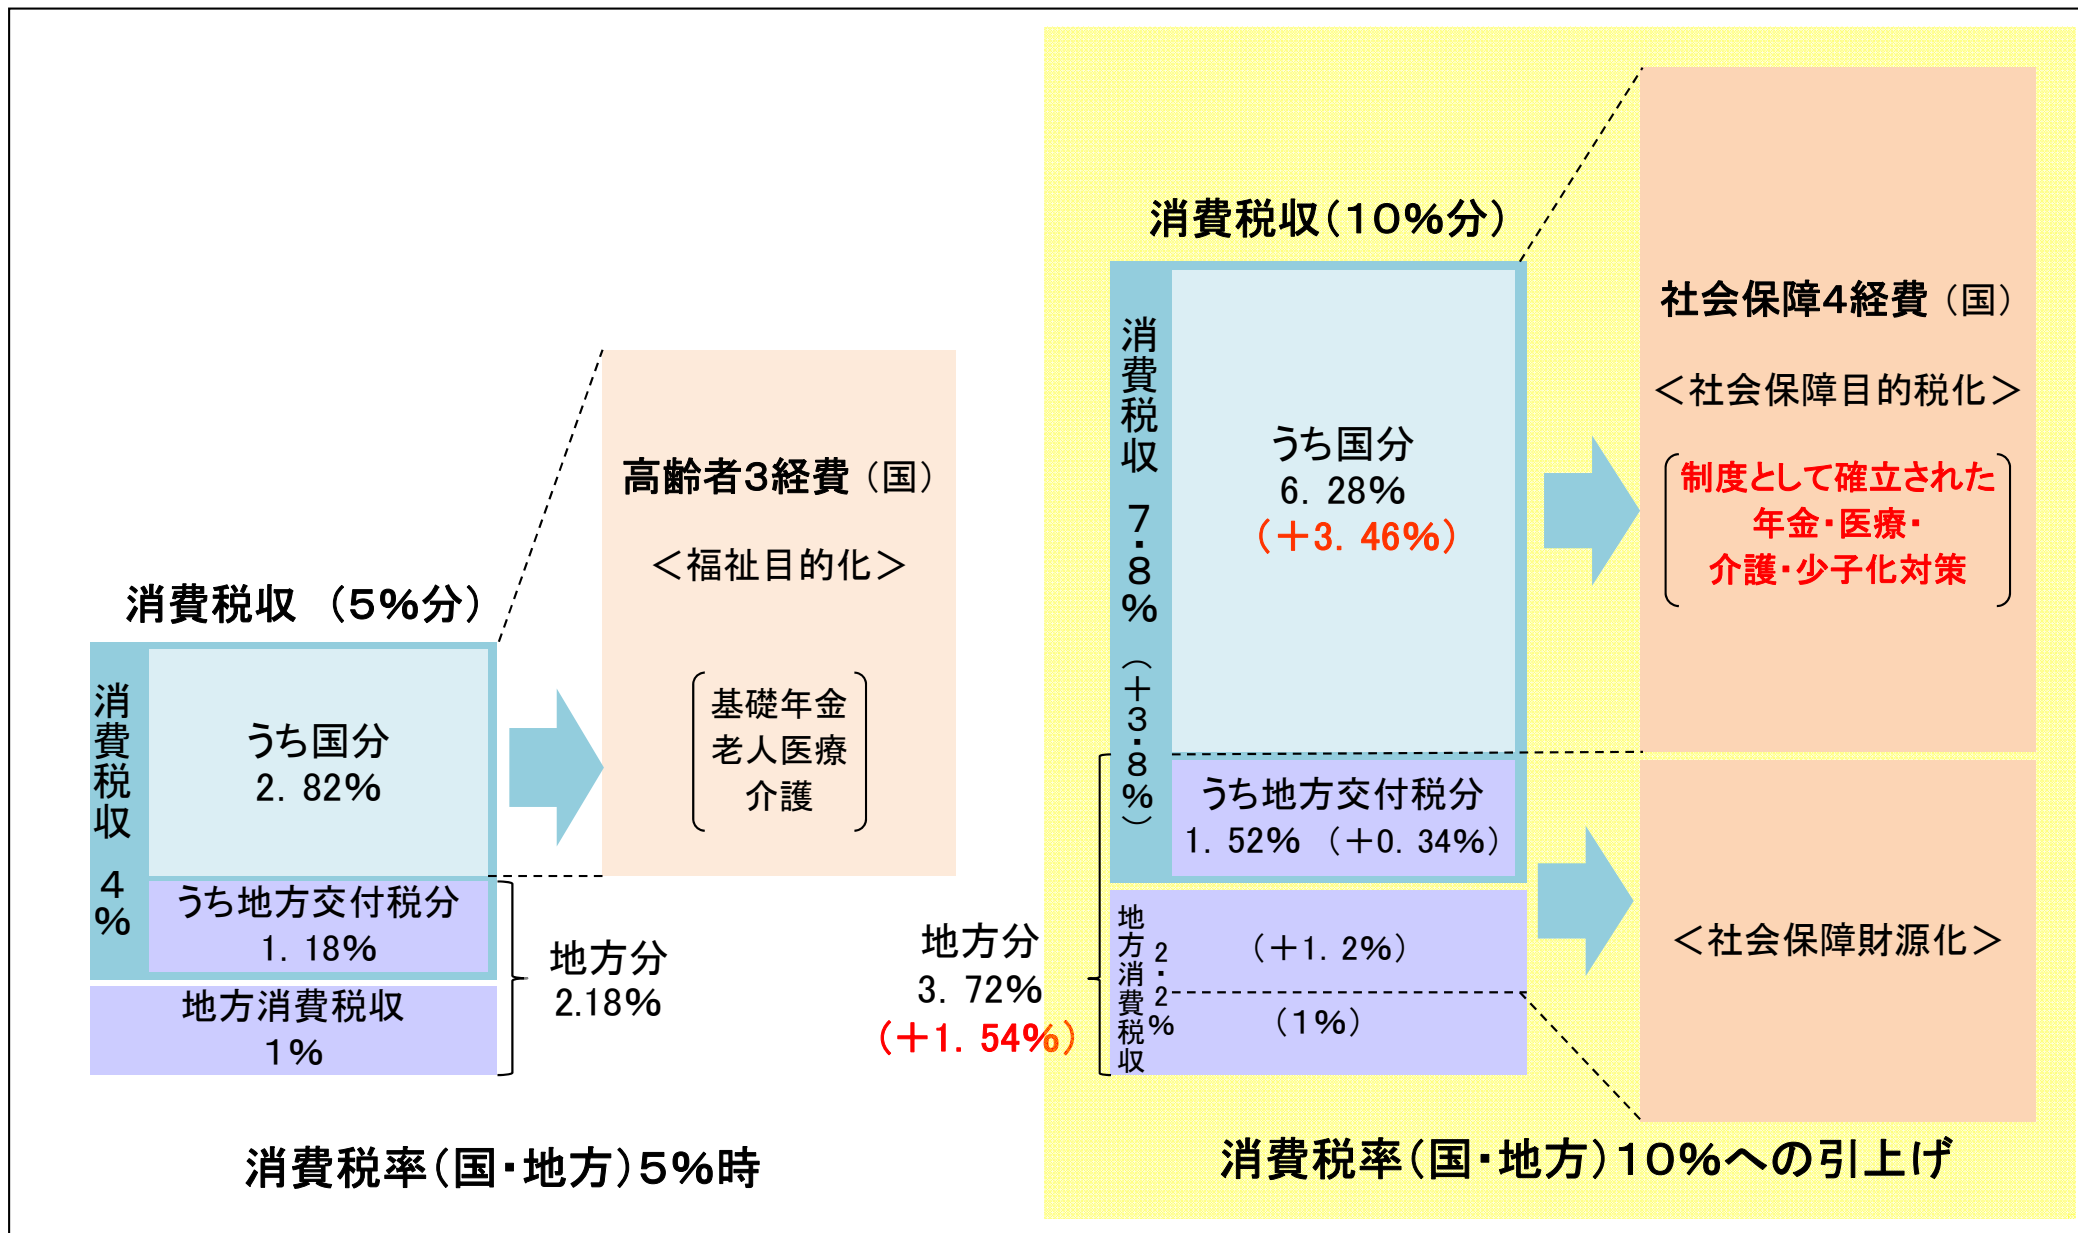 消費税収 （５％分）
消費税収 ４％
うち国分
２．８２％
うち地方交付税分
１．１８％
地方消費税収
１％
地方分
2.18％
高齢者３経費（国）
＜福祉目的化＞
基礎年金
老人医療
介護
消費税率（国・地方）５％時
消費税収（１０％分）
消費税収 ７・８％ （＋３・８％）
うち国分
６．２８％
（＋３．４６％）
うち地方交付税分
１．５２％（＋０．３４％）
地方消費税収
２・２％
（＋１．２％）
（１％）
地方分
３．７２％
（＋１．５４％）
社会保障４経費（国）
＜社会保障目的税化＞
制度として確立された
年金・医療・
介護・少子化対策
＜社会保障財源化＞
消費税率（国・地方）１０％への引上げ